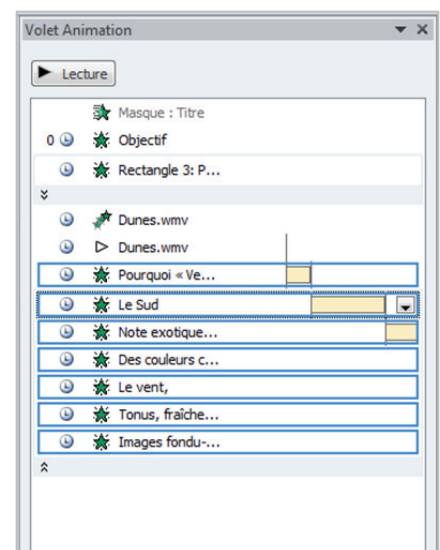 Volet Animation
Lecture
Masque : Titre
0 Objectif
Rectangle 3: P...
Dunes.wmv
Dunes.wmv
Pourquoi « Ve...
Le Sud
Note exotique...
Des couleurs c...
Le vent,
Tonus, fraîche...
Images fondu-...